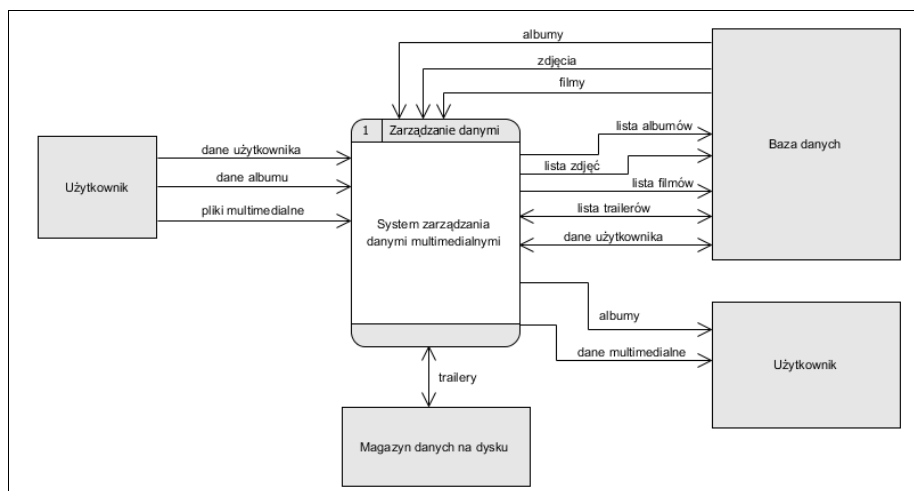 albumy
zdjęcia
filmy
1 Zarządzanie danymi
lista albumów
lista zdjęć
Baza danych
dane użytkownika
dane albumu
Użytkownik
lista filmów
pliki multimedialne
lista trailerów
System zarządzania
danymi multimedialnymi
dane użytkownika
albumy
dane multimedialne
Użytkownik
trailery
Magazyn danych na dysku